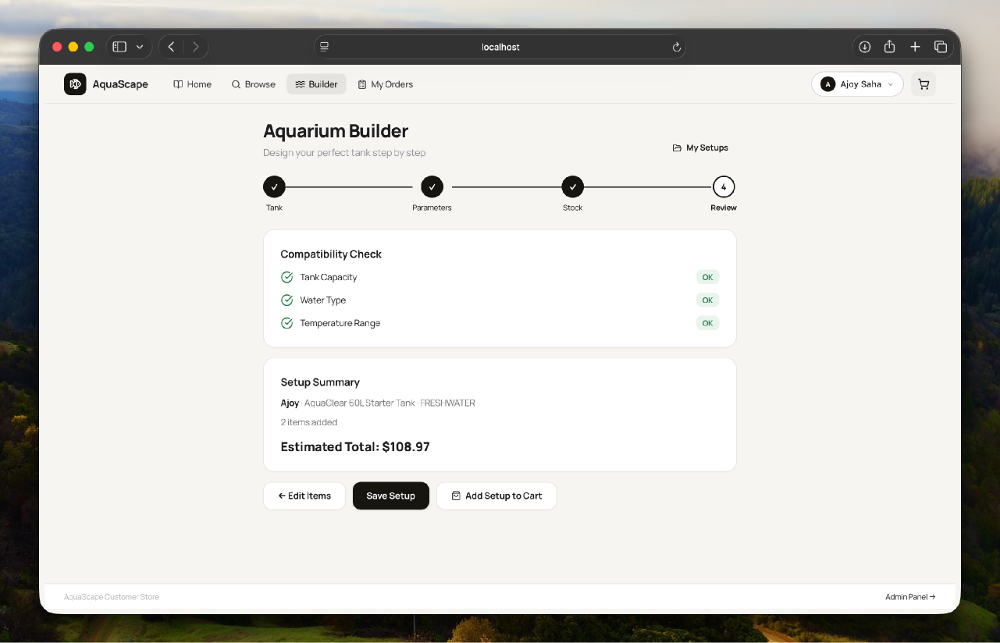 localhost
AquaScape Home Browse Builder My Orders A Ajoy Saha
Aquarium Builder
Design your perfect tank step by step
My Setups
4
Tank Parameters Stock Review
Compatibility Check
Tank Capacity OK
Water Type OK
Temperature Range OK
Setup Summary
Ajoy · AquaClear 60L Starter Tank · FRESHWATER
2 items added
Estimated Total: $108.97
← Edit Items Save Setup Add Setup to Cart
AquaScape Customer Store Admin Panel →